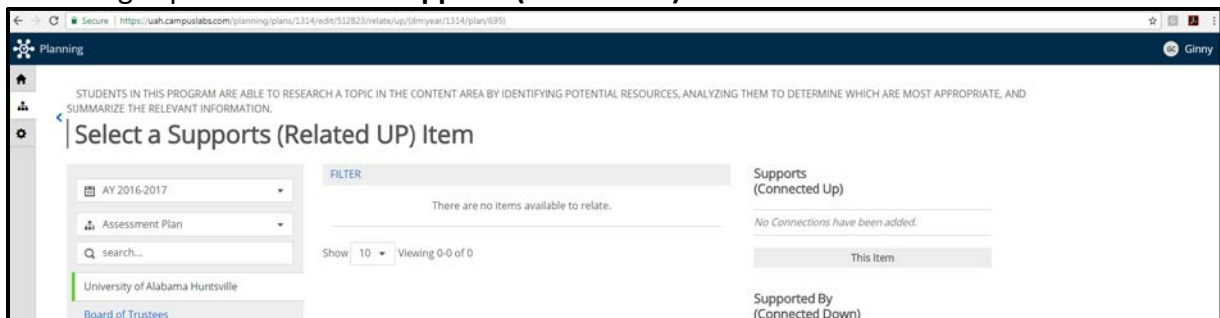 Secure | https://uah.campuslabs.com/planning/plans/1314/edit/512823/relate/up/(dmyear/1314/plan/695)
Planning
Ginny
STUDENTS IN THIS PROGRAM ARE ABLE TO RESEARCH A TOPIC IN THE CONTENT AREA BY IDENTIFYING POTENTIAL RESOURCES, ANALYZING THEM TO DETERMINE WHICH ARE MOST APPROPRIATE, AND
SUMMARIZE THE RELEVANT INFORMATION.
Select a Supports (Related UP) Item
AY 2016-2017
Assessment Plan
search...
University of Alabama Huntsville
Board of Trustees
FILTER
There are no items available to relate.
Show 10 Viewing 0-0 of 0
Supports
(Connected Up)
No Connections have been added.
This Item
Supported By
(Connected Down)